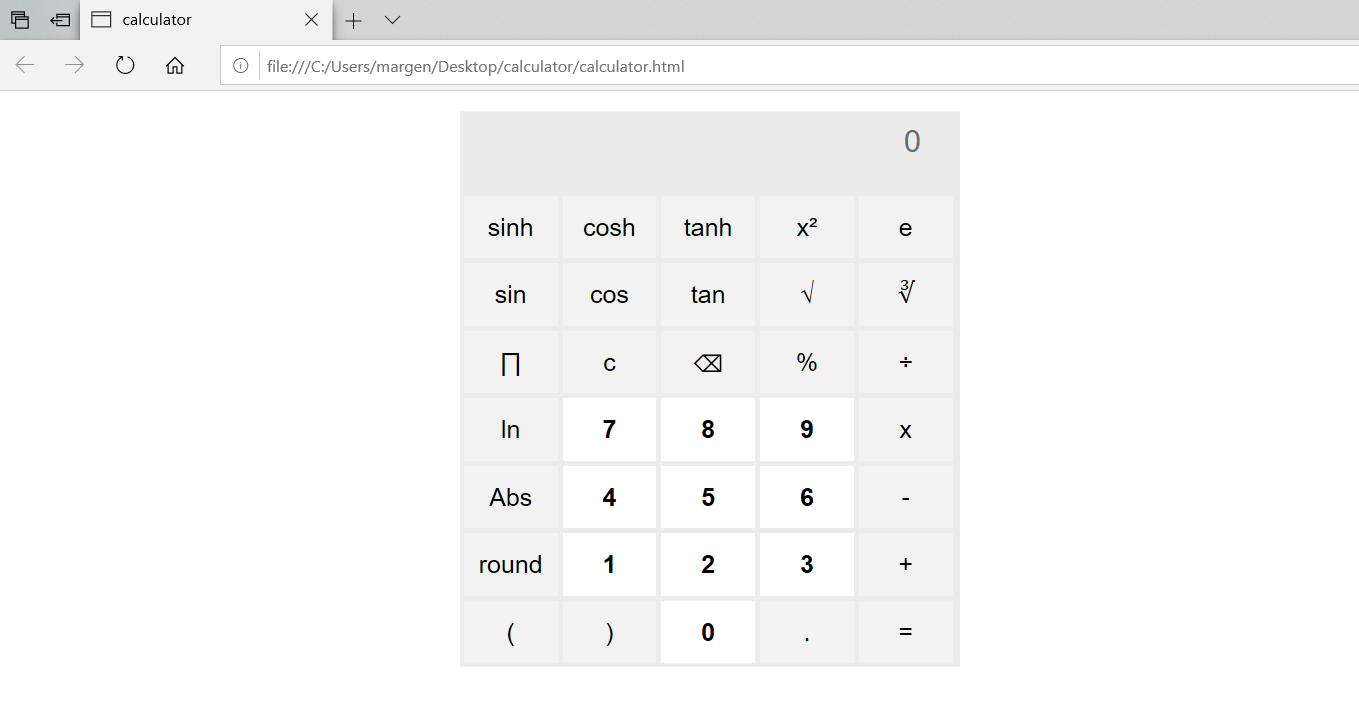 calculator
file:///C:/Users/margen/Desktop/calculator/calculator.html
0
sinh cosh tanh x² e
sin cos tan √ ∛
∏ c ⌫ % ÷
ln 7 8 9 x
Abs 4 5 6 -
round 1 2 3 +
( ) 0 . =